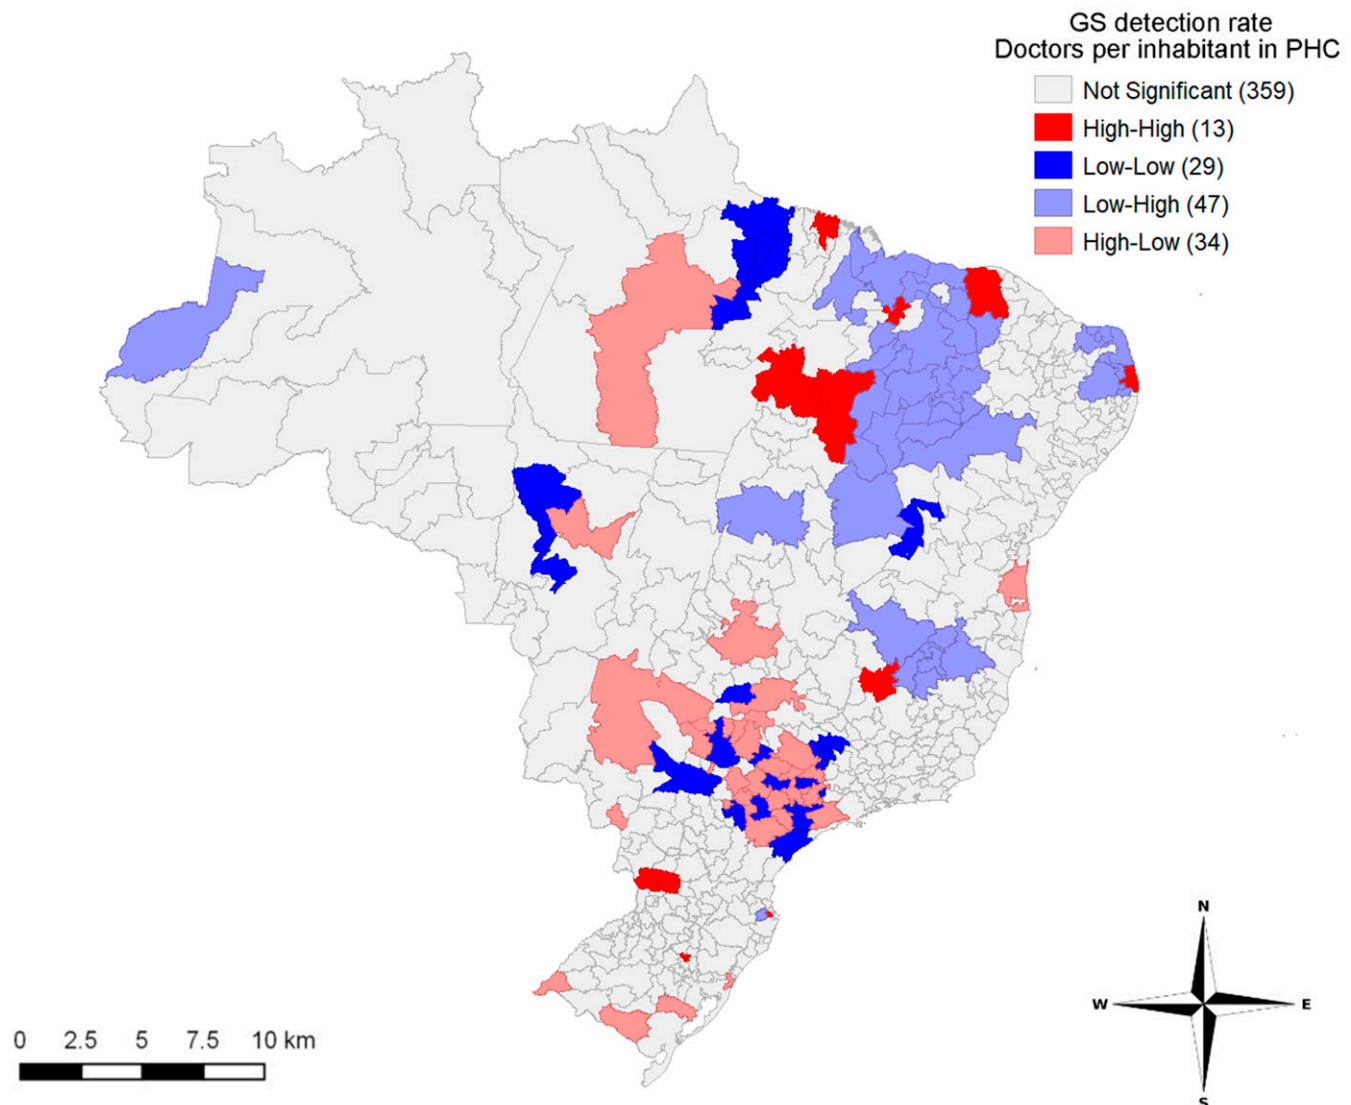 GS detection rate
Doctors per inhabitant in PHC
Not Significant (359)
High-High (13)
Low-Low (29)
Low-High (47)
High-Low (34)
N
W
E
S
0 2.5 5 7.5 10 km